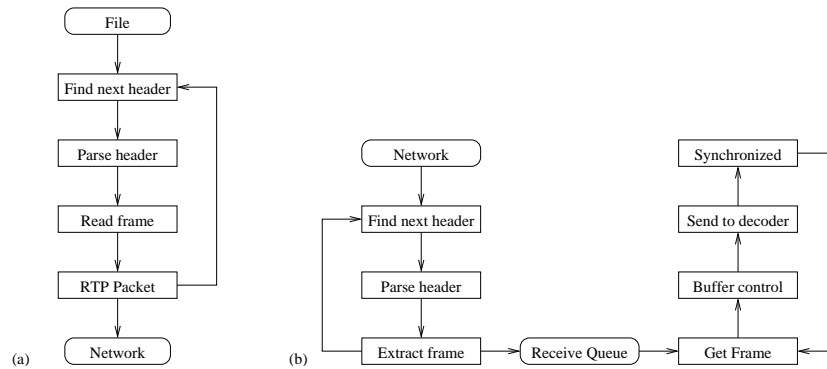 File
Find next header
Parse header
Read frame
RTP Packet
(a)
Network
Network
Find next header
Parse header
(b)
Extract frame
Receive Queue
Synchronized
Send to decoder
Buffer control
Get Frame